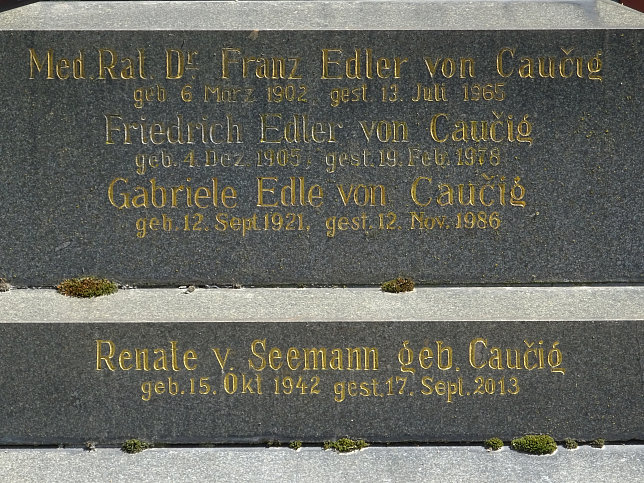 Med. Rat. Dr. Franz Edler von Caučig
geb. 6 März 1902, gest. 13. Juli 1965
Friedrich Edler von Caučig
geb. 4 Dez. 1905, gest. 19. Feb. 1978
Gabriele Edle von Caučig
geb. 12. Sept. 1921, gest. 12. Nov. 1986
Renate v. Seemann geb. Caučig
geb. 15. Okt 1942 gest. 17. Sept. 2013